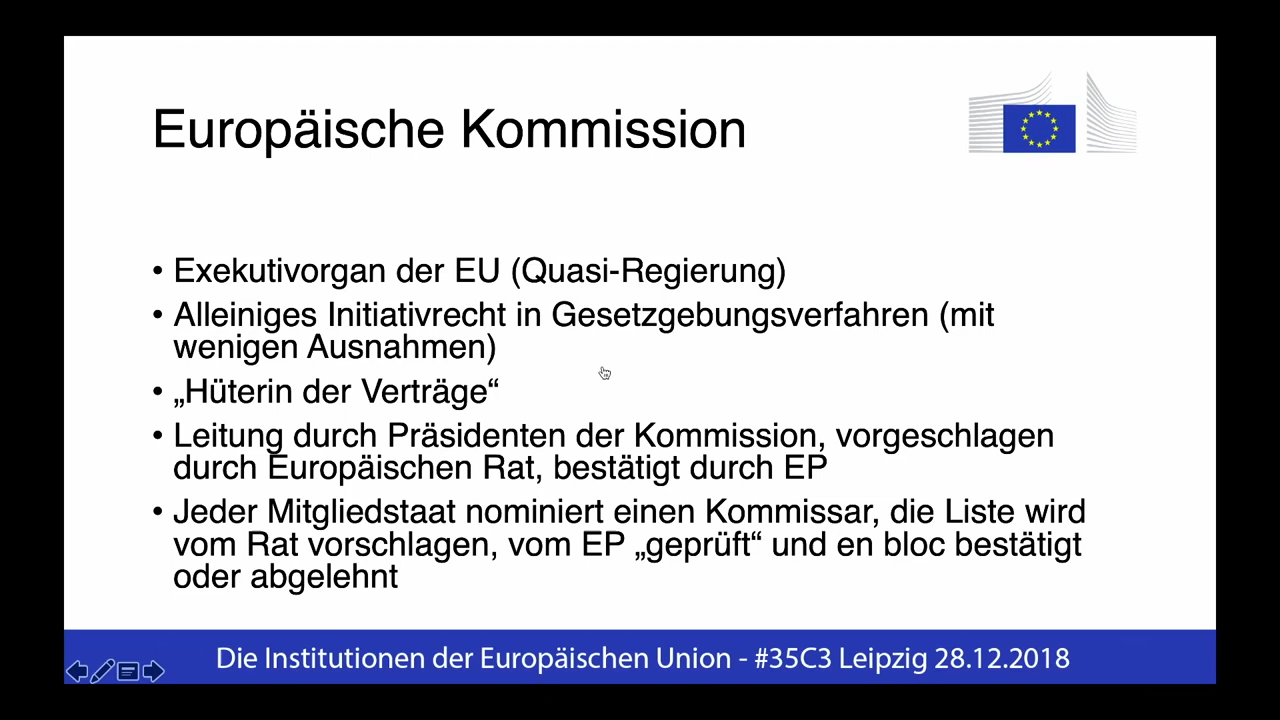 Europäische Kommission
• Exekutivorgan der EU (Quasi-Regierung)
• Alleiniges Initiativrecht in Gesetzgebungsverfahren (mit
wenigen Ausnahmen)
• „Hüterin der Verträge“
• Leitung durch Präsidenten der Kommission, vorgeschlagen
durch Europäischen Rat, bestätigt durch EP
• Jeder Mitgliedstaat nominiert einen Kommissar, die Liste wird
vom Rat vorschlagen, vom EP „geprüft“ und en bloc bestätigt
oder abgelehnt
Die Institutionen der Europäischen Union - #35C3 Leipzig 28.12.2018